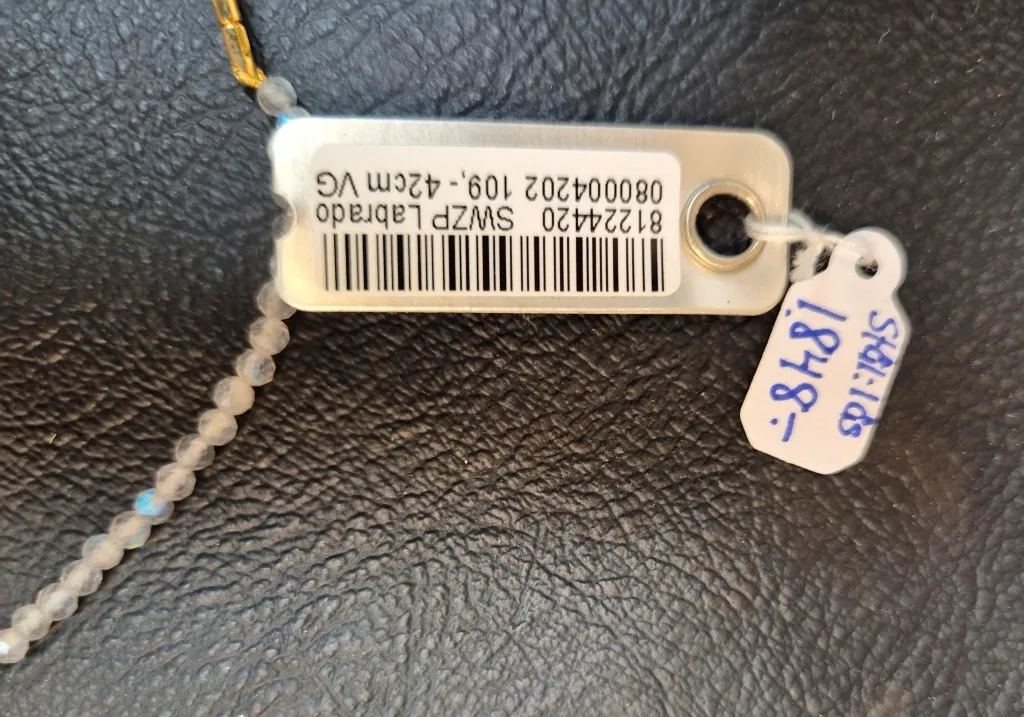 81224420 SWZP Labrado
080004202 109,- 42cm VG
1848:-